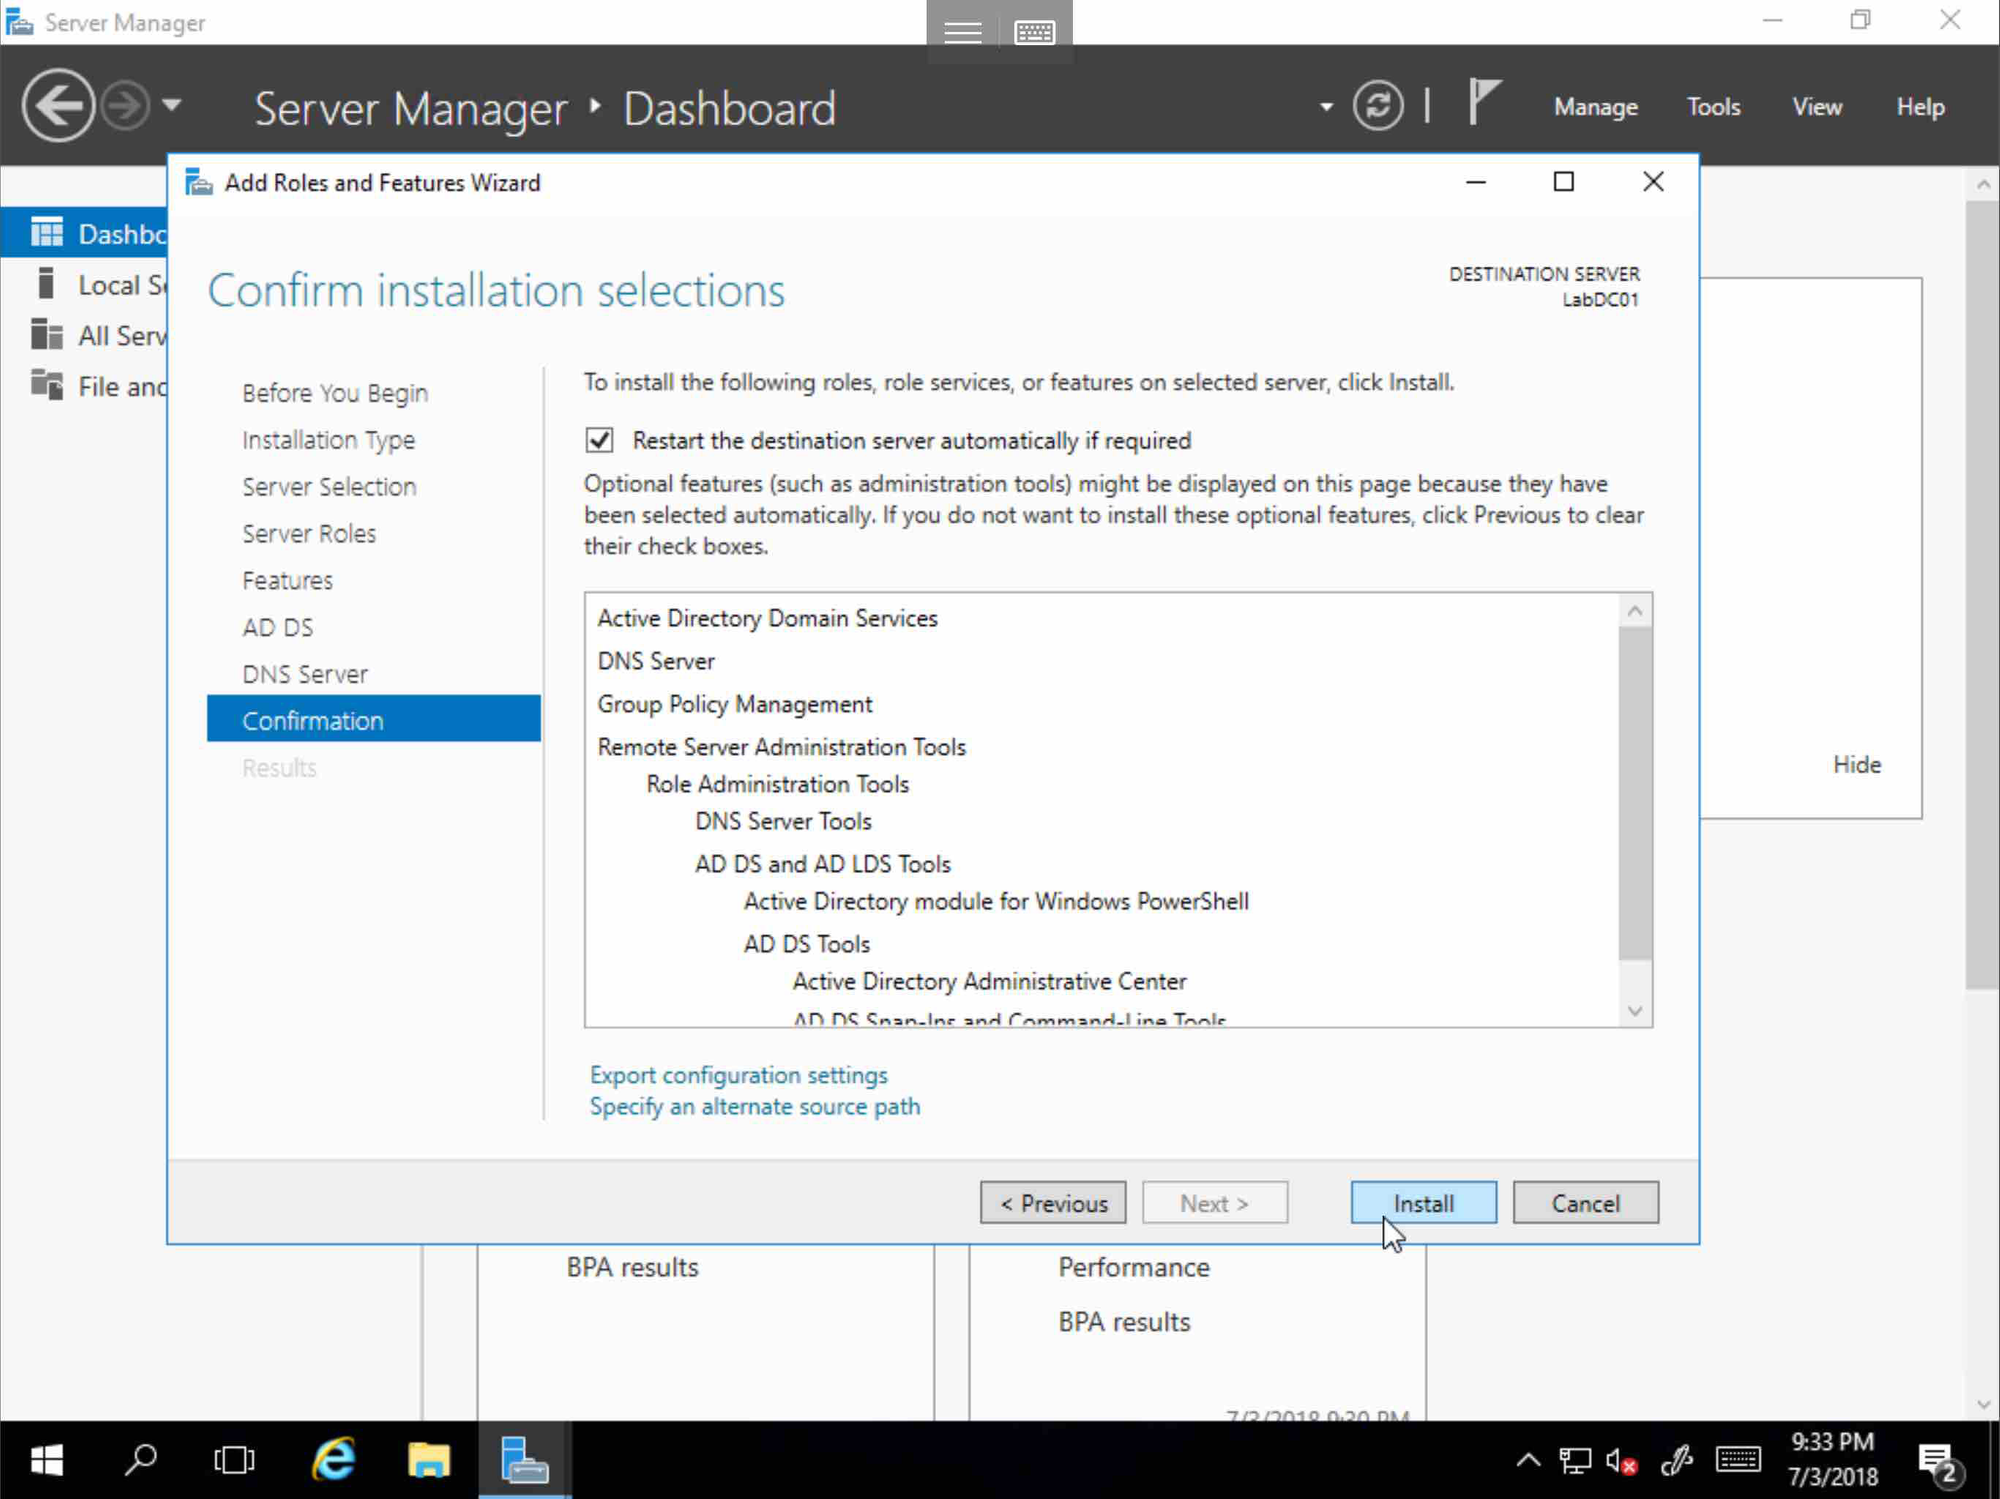 Server Manager
Server Manager ‣ Dashboard
Manage Tools View Help
Add Roles and Features Wizard
Dashbo
Local Se
All Serv
File and
Confirm installation selections
DESTINATION SERVER
LabDC01
Before You Begin
Installation Type
Server Selection
Server Roles
Features
AD DS
DNS Server
Confirmation
Results
To install the following roles, role services, or features on selected server, click Install.
Restart the destination server automatically if required
Optional features (such as administration tools) might be displayed on this page because they have
been selected automatically. If you do not want to install these optional features, click Previous to clear
their check boxes.
Active Directory Domain Services
DNS Server
Group Policy Management
Remote Server Administration Tools
Role Administration Tools
DNS Server Tools
AD DS and AD LDS Tools
Active Directory module for Windows PowerShell
AD DS Tools
Active Directory Administrative Center
AD DS Snap-Ins and Command-Line Tools
Export configuration settings
Specify an alternate source path
Hide
< Previous Next > Install Cancel
BPA results
Performance
BPA results
7/3/2018 9:30 PM
9:33 PM
7/3/2018
2